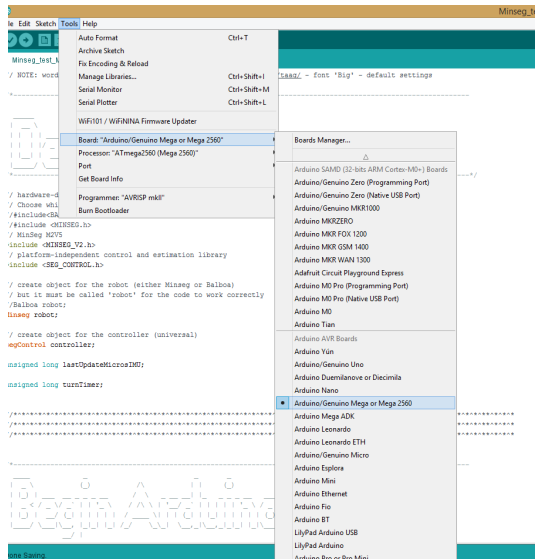 Minseg_te
le Edit Sketch Tools Help
Minseg_test_M
Auto Format Ctrl+T
Archive Sketch
Fix Encoding & Reload
Manage Libraries... Ctrl+Shift+I
Serial Monitor Ctrl+Shift+M
Serial Plotter Ctrl+Shift+L
WiFi101 / WiFiNINA Firmware Updater
Board: "Arduino/Genuino Mega or Mega 2560"
Processor: "ATmega2560 (Mega 2560)"
Port
Get Board Info
Programmer: "AVRISP mkII"
Burn Bootloader
Boards Manager...
Arduino SAMD (32-bits ARM Cortex-M0+) Boards
Arduino/Genuino Zero (Programming Port)
Arduino/Genuino Zero (Native USB Port)
Arduino/Genuino MKR1000
Arduino MKRZERO
Arduino MKR FOX 1200
Arduino MKR GSM 1400
Arduino MKR WAN 1300
Adafruit Circuit Playground Express
Arduino M0 Pro (Programming Port)
Arduino M0 Pro (Native USB Port)
Arduino M0
Arduino Tian
Arduino AVR Boards
Arduino Yún
Arduino/Genuino Uno
Arduino Duemilanove or Diecimila
Arduino Nano
Arduino/Genuino Mega or Mega 2560
Arduino Mega ADK
Arduino Leonardo
Arduino Leonardo ETH
Arduino/Genuino Micro
Arduino Esplora
Arduino Mini
Arduino Ethernet
Arduino Fio
Arduino BT
LilyPad Arduino USB
LilyPad Arduino
Arduino Pro or Pro Mini
/ NOTE: word
/taag/ - font 'Big' - default settings
/ hardware-d
/ Choose whi
/#include<BA
/#include <MINSEG.h>
/ MinSeg M2V5
include <MINSEG_V2.h>
/ platform-independent control and estimation library
include <SEG_CONTROL.h>
/ create object for the robot (either Minseg or Balboa)
/ but it must be called 'robot' for the code to work correctly
/Balboa robot;
inseg robot;
/ create object for the controller (universal)
egControl controller;
nsigned long lastUpdateMicrosIMU;
nsigned long turnTimer;
one Saving